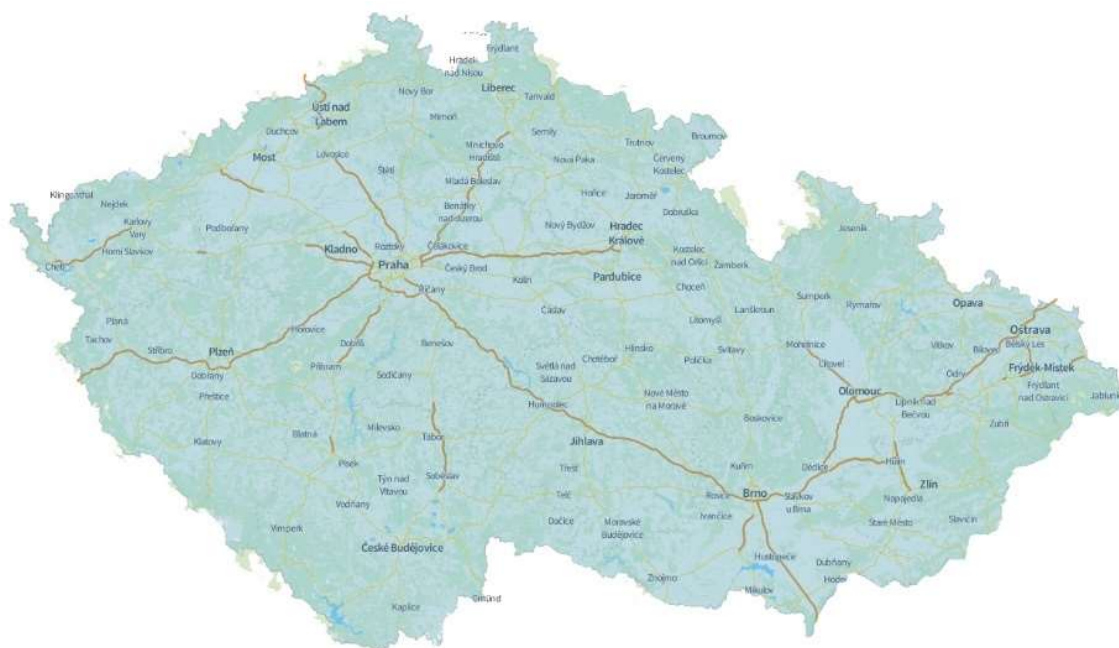 Frýdlant
Hrádek
nad Nisou
Liberec
Nový Bor
Tanvald
Ústí nad
Labem
Mimoň
Duchcov
Semily
Trutnov
Broumov
Most
Lovosice
Mnichovo
Hradiště
Nová Paka
Červený
Kostelec
Štětí
Mladá Boleslav
Hořice
Jaroměř
Klingenthal
Nejdek
Benátky
nad Jizerou
Dobruška
Karlovy
Vary
Podbořany
Nový Bydžov
Hradec
Králové
Jeseník
Horní Slavkov
Kladno
Roztoky
Čelákovice
Kostelec
nad Orlicí
Cheb
Praha
Český Brod
Kolín
Pardubice
Žamberk
Říčany
Choceň
Šumperk
Rýmařov
Opava
Čáslav
Lanškroun
Planá
Litomyšl
Ostrava
Hořovice
Tachov
Stříbro
Plzeň
Dobříš
Benešov
Hlinsko
Svitavy
Mohelnice
Vítkov
Bílovec
Bělský Les
Chotěboř
Polička
Litovel
Příbram
Světlá nad
Sázavou
Odry
Frýdek-Místek
Dobřany
Sedlčany
Přeštice
Nové Město
na Moravě
Olomouc
Lipník nad
Bečvou
Frýdlant
nad Ostravicí
Jablunk
Humpolec
Boskovice
Zubří
Blatná
Milevsko
Tábor
Jihlava
Klatovy
Písek
Třešť
Kuřim
Dědice
Hulín
Týn nad
Vltavou
Soběslav
Zlín
Telč
Rosice
Brno
Slavkov
u Brna
Napajedla
Vodňany
Ivančice
Vimperk
Dačice
Moravské
Budějovice
Staré Město
Slavičín
České Budějovice
Hustopeče
Dubňany
Znojmo
Mikulov
Gmünd
Kaplice